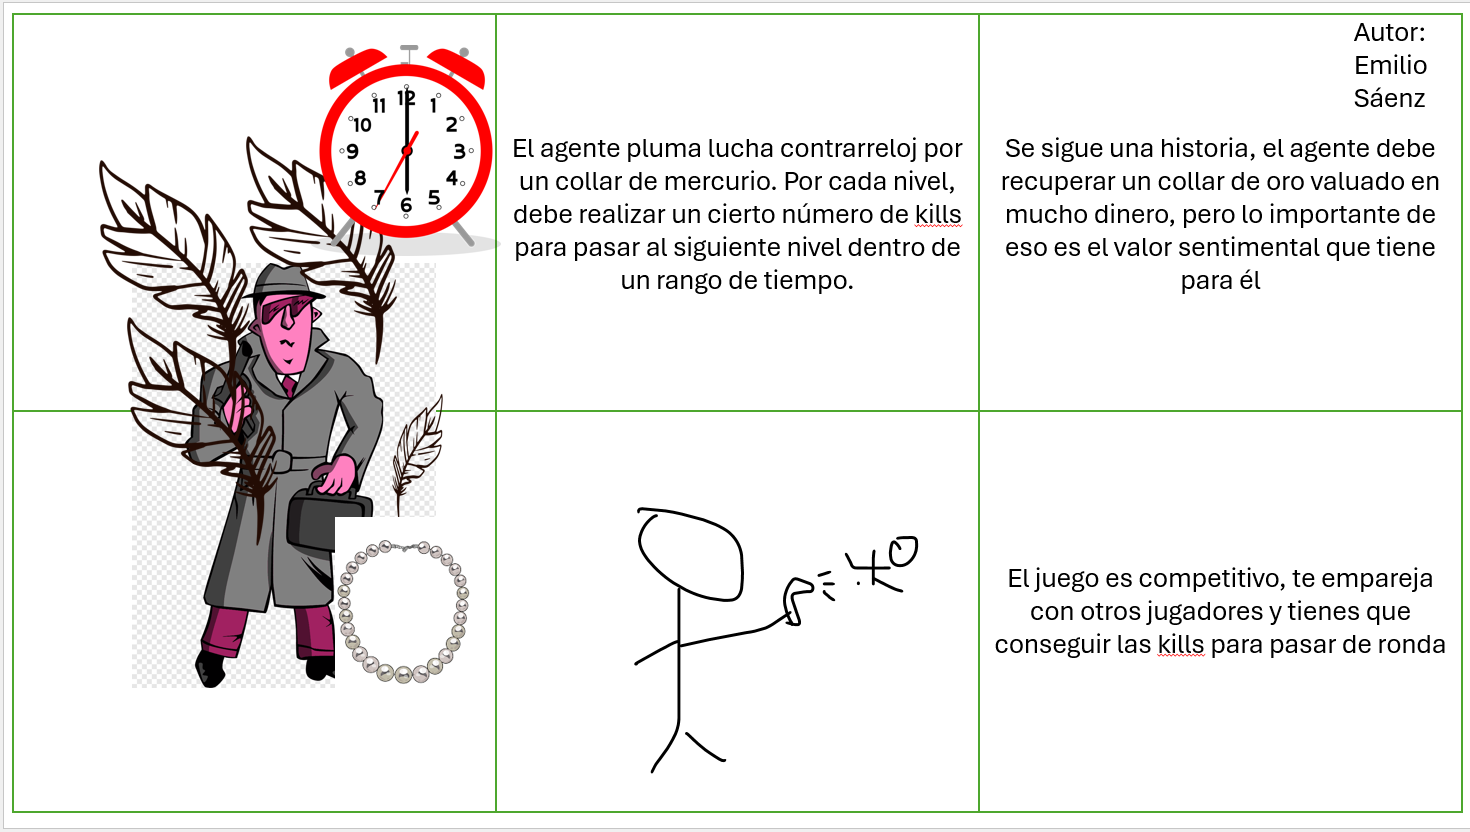 12
11
1
10
2
9
3
8
4
7
5
6
El agente pluma lucha contrarreloj por
un collar de mercurio. Por cada nivel,
debe realizar un cierto número de kills
para pasar al siguiente nivel dentro de
un rango de tiempo.
Autor:
Emilio
Sáenz
Se sigue una historia, el agente debe
recuperar un collar de oro valuado en
mucho dinero, pero lo importante de
eso es el valor sentimental que tiene
para él
El juego es competitivo, te empareja
con otros jugadores y tienes que
conseguir las kills para pasar de ronda